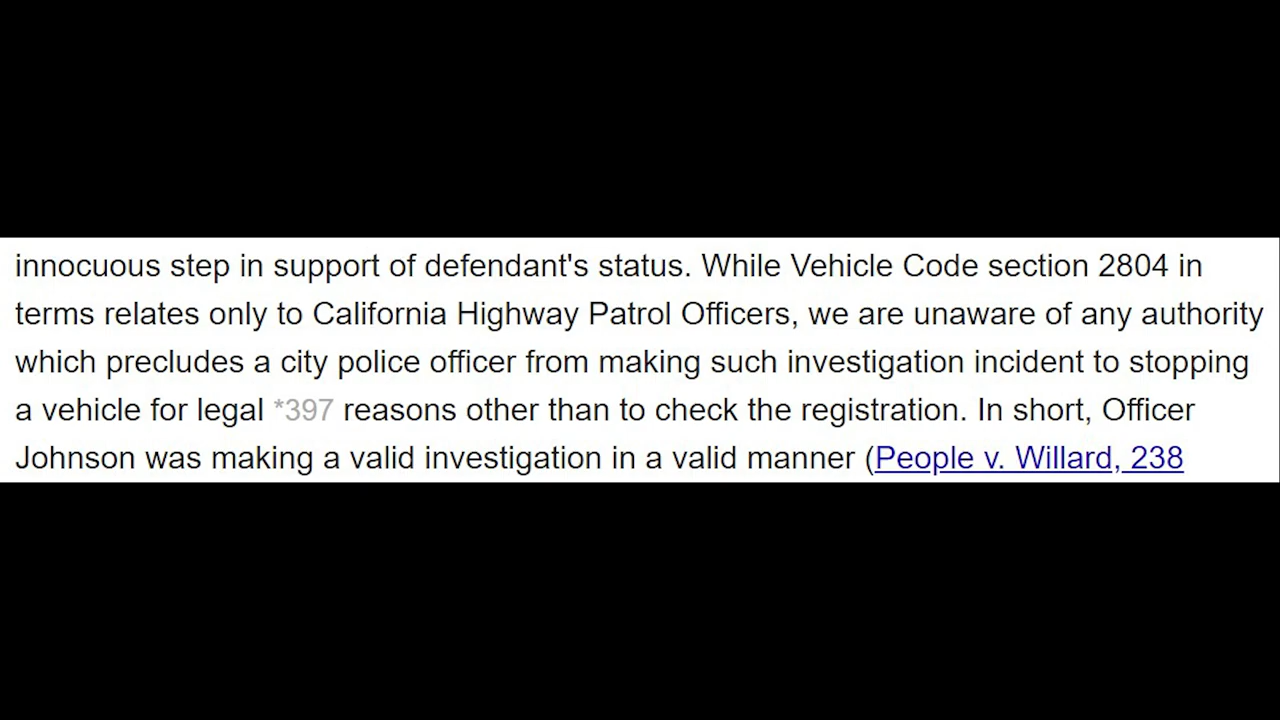 innocuous step in support of defendant's status. While Vehicle Code section 2804 in
terms relates only to California Highway Patrol Officers, we are unaware of any authority
which precludes a city police officer from making such investigation incident to stopping
a vehicle for legal *397 reasons other than to check the registration. In short, Officer
Johnson was making a valid investigation in a valid manner (People v. Willard, 238